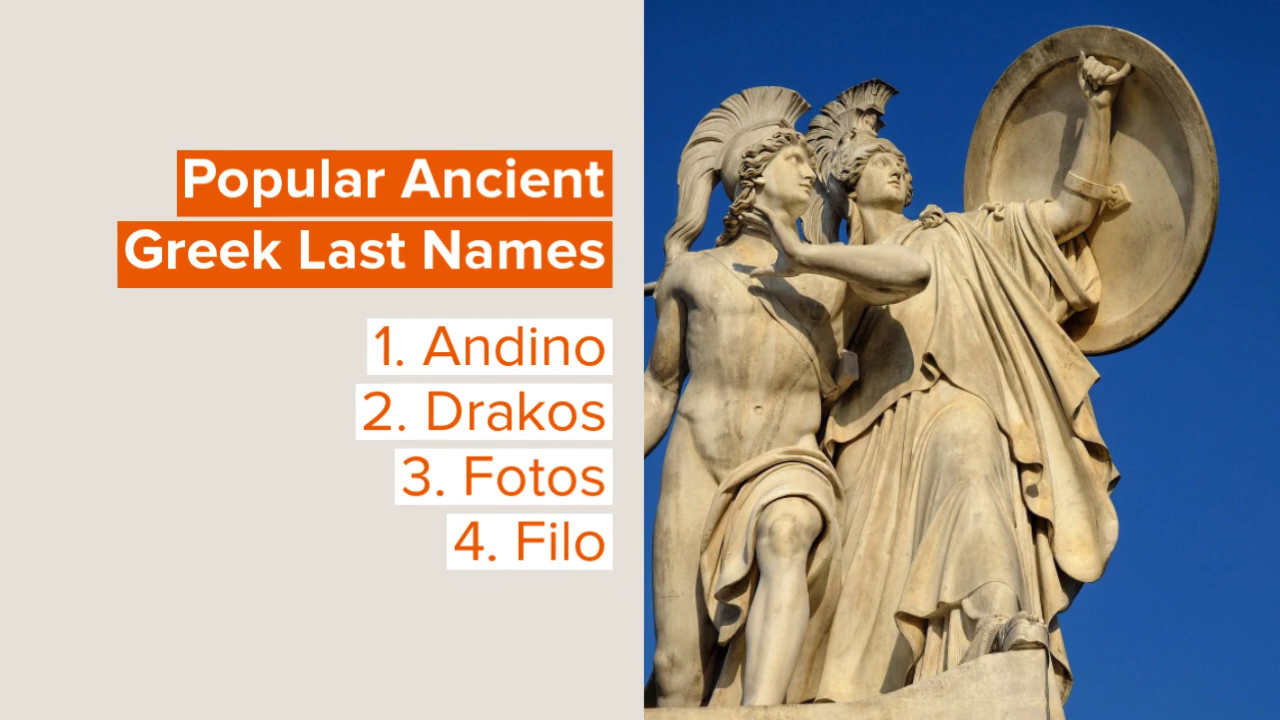 Popular Ancient
Greek Last Names
1. Andino
2. Drakos
3. Fotos
4. Filo